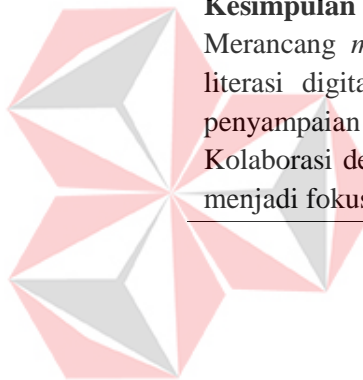 Kesimpulan
Merancang
literasi digita
penyampaian
Kolaborasi de
menjadi fokus